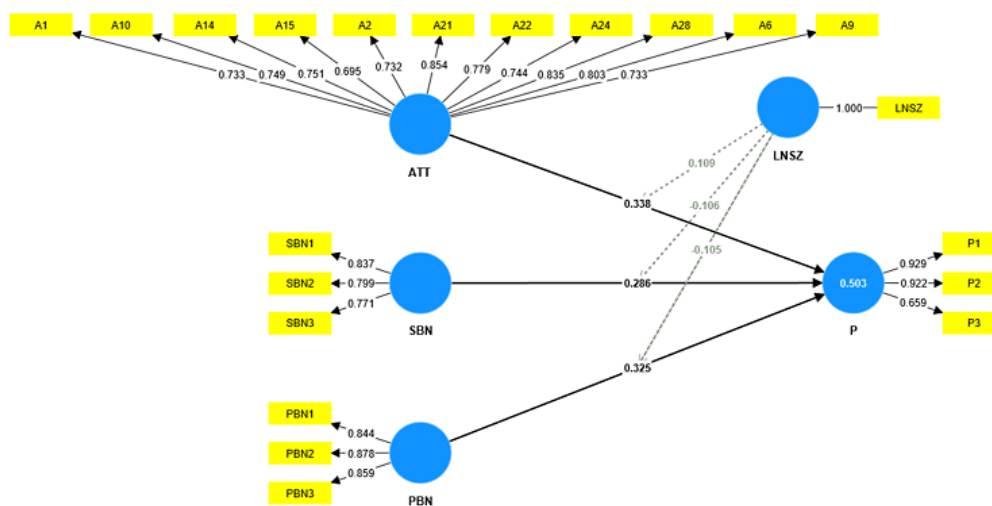 A1 A10 A14 A15 A2 A21 A22 A24 A28 A6 A9
0.733 0.749 0.751 0.695 0.732 0.854 0.779 0.744 0.835 0.803 0.733
ATT
1.000 LNSZ
LNSZ
0.109
-0.106
-0.105
0.338
0.286
0.325
SBN1
0.837
SBN2
0.799
SBN3
0.771
SBN
P1
0.929
P2
0.922
P3
0.659
0.503
P
PBN1
0.844
PBN2
0.878
PBN3
0.859
PBN